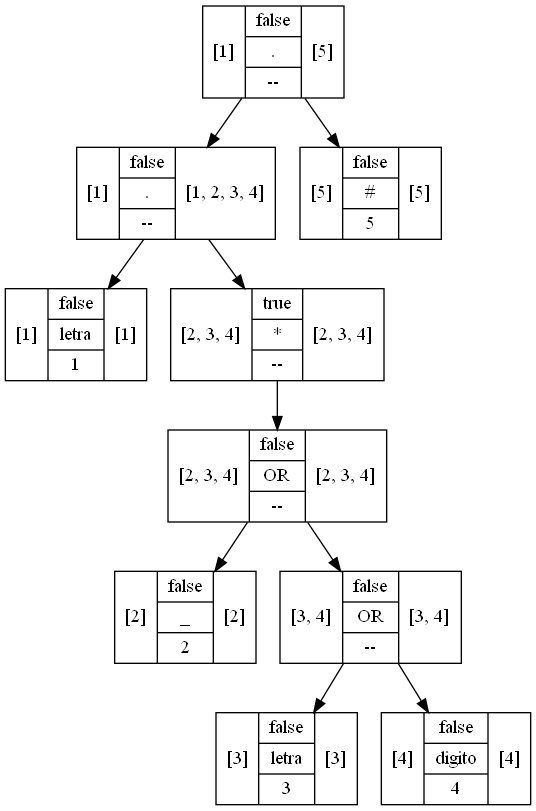 false
[1] . [5]
--
false
[1] . [1, 2, 3, 4]
--
false
[5] # [5]
5
false
[1] letra [1]
1
true
[2, 3, 4] * [2, 3, 4]
--
false
[2, 3, 4] OR [2, 3, 4]
--
false
[2] _ [2]
2
false
[3, 4] OR [3, 4]
--
false
[3] letra [3]
3
false
[4] digito [4]
4